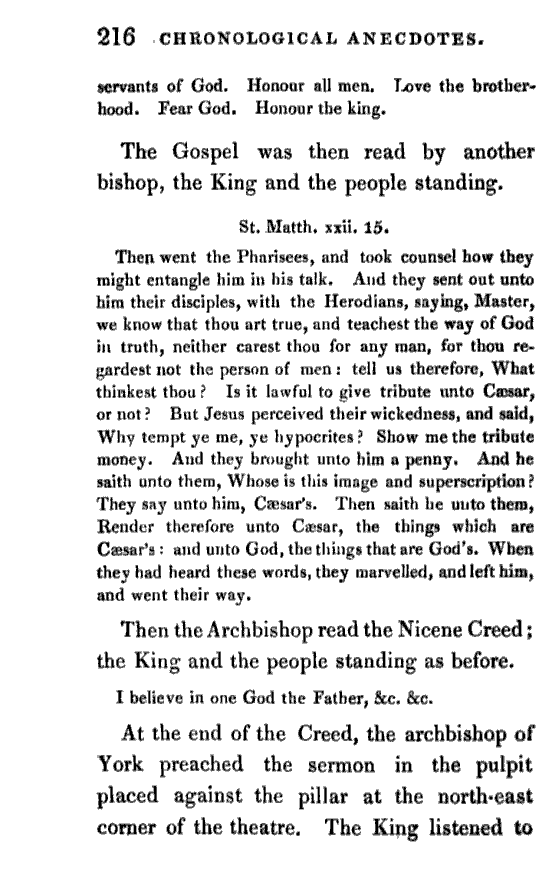 216 CHRONOLOGICAL ANECDOTES.
servants of God. Honour all men. Love the brother-
hood. Fear God. Honour the king.
The Gospel was then read by another
bishop, the King and the people standing.
St. Matth. xxii. 15.
Then went the Pharisees, and took counsel how they
might entangle him in his talk. And they sent out unto
him their disciples, with the Herodians, saying, Master,
we know that thou art true, and teachest the way of God
in truth, neither carest thou for any man, for thou re-
gardest not the person of men: tell us therefore, What
thinkest thou? Is it lawful to give tribute unto Cæsar,
or not? But Jesus perceived their wickedness, and said,
Why tempt ye me, ye hypocrites? Show me the tribute
money. And they brought unto him a penny. And he
saith unto them, Whose is this image and superscription?
They say unto him, Cæsar's. Then saith he unto them,
Render therefore unto Cæsar, the things which are
Cæsar's: and unto God, the things that are God's. When
they had heard these words, they marvelled, and left him,
and went their way.
Then the Archbishop read the Nicene Creed;
the King and the people standing as before.
I believe in one God the Father, &c. &c.
At the end of the Creed, the archbishop of
York preached the sermon in the pulpit
placed against the pillar at the north-east
corner of the theatre. The King listened to